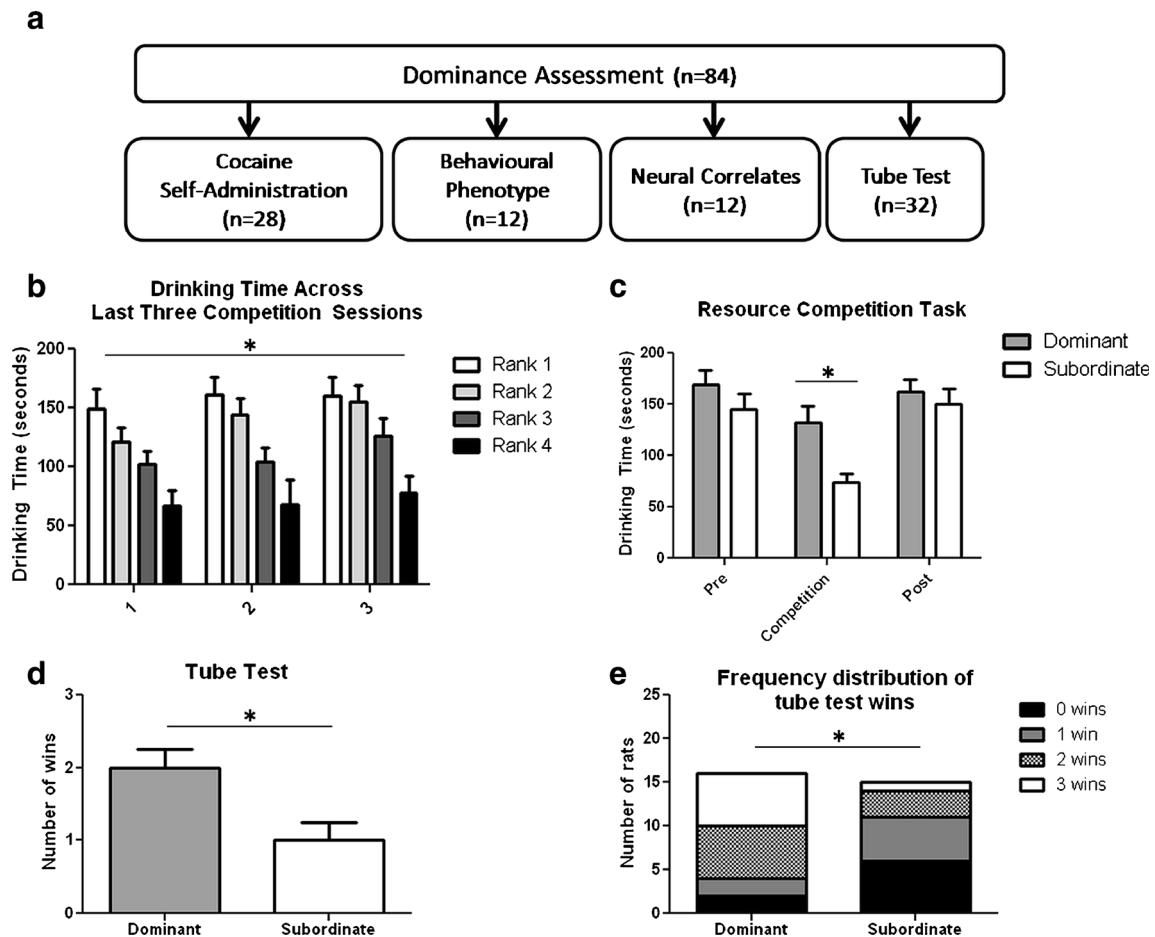 a
Dominance Assessment (n=84)
Cocaine
Self-Administration
(n=28)
Behavioural
Phenotype
(n=12)
Neural Correlates
(n=12)
Tube Test
(n=32)
b
Drinking Time Across
Last Three Competition Sessions
Drinking Time (seconds)
200
150
100
50
0
*
1
2
3
Rank 1
Rank 2
Rank 3
Rank 4
c
Resource Competition Task
Drinking Time (seconds)
200
150
100
50
0
*
Pre
Competition
Post
Dominant
Subordinate
d
Tube Test
Number of wins
3
2
1
0
*
Dominant
Subordinate
e
Frequency distribution of
tube test wins
Number of rats
25
20
15
10
5
0
*
Dominant
Subordinate
0 wins
1 win
2 wins
3 wins